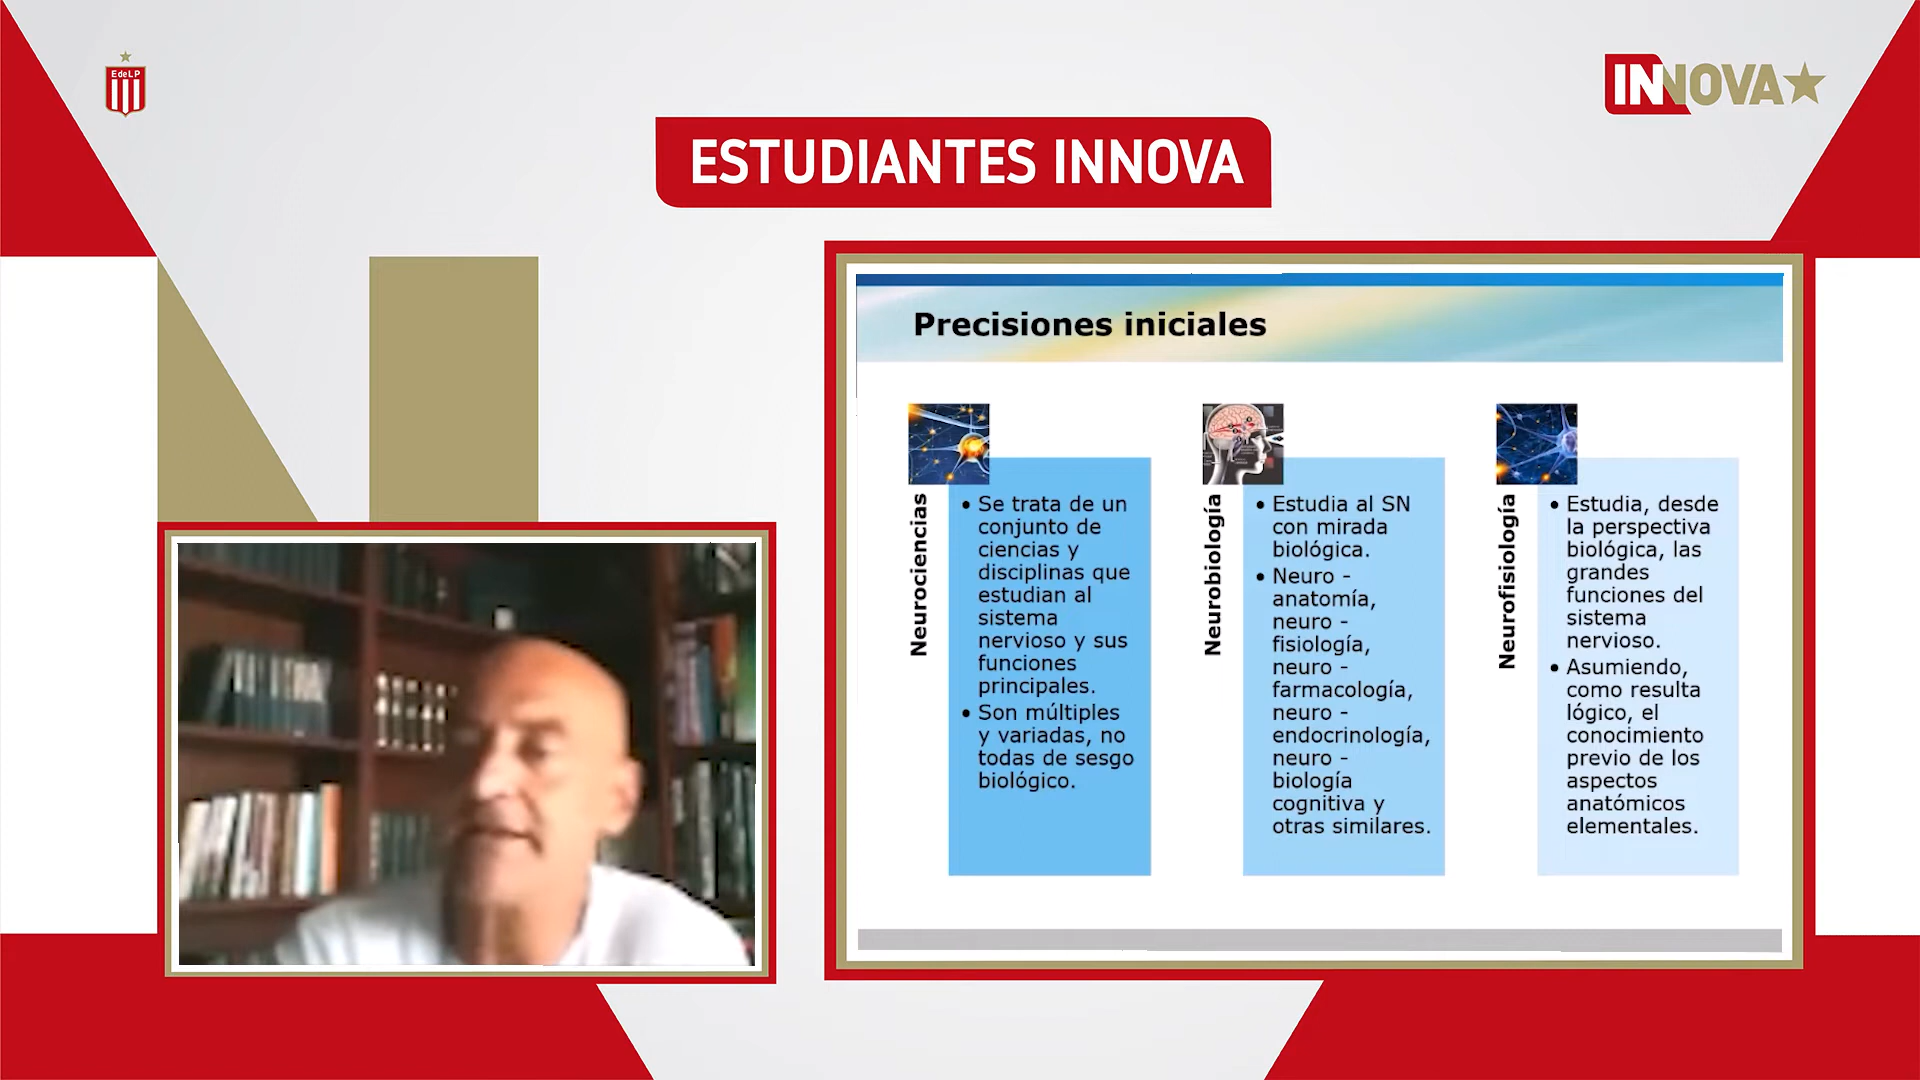 EdeLP
INNOVA
ESTUDIANTES INNOVA
Precisiones iniciales
Neurociencias
• Se trata de un
conjunto de
ciencias y
disciplinas que
estudian al
sistema
nervioso y sus
funciones
principales.
• Son múltiples
y variadas, no
todas de sesgo
biológico.
Neurobiología
• Estudia al SN
con mirada
biológica.
• Neuro -
anatomía,
neuro -
fisiología,
neuro -
farmacología,
neuro -
endocrinología,
neuro -
biología
cognitiva y
otras similares.
Neurofisiología
• Estudia, desde
la perspectiva
biológica, las
grandes
funciones del
sistema
nervioso.
• Asumiendo,
como resulta
lógico, el
conocimiento
previo de los
aspectos
anatómicos
elementales.